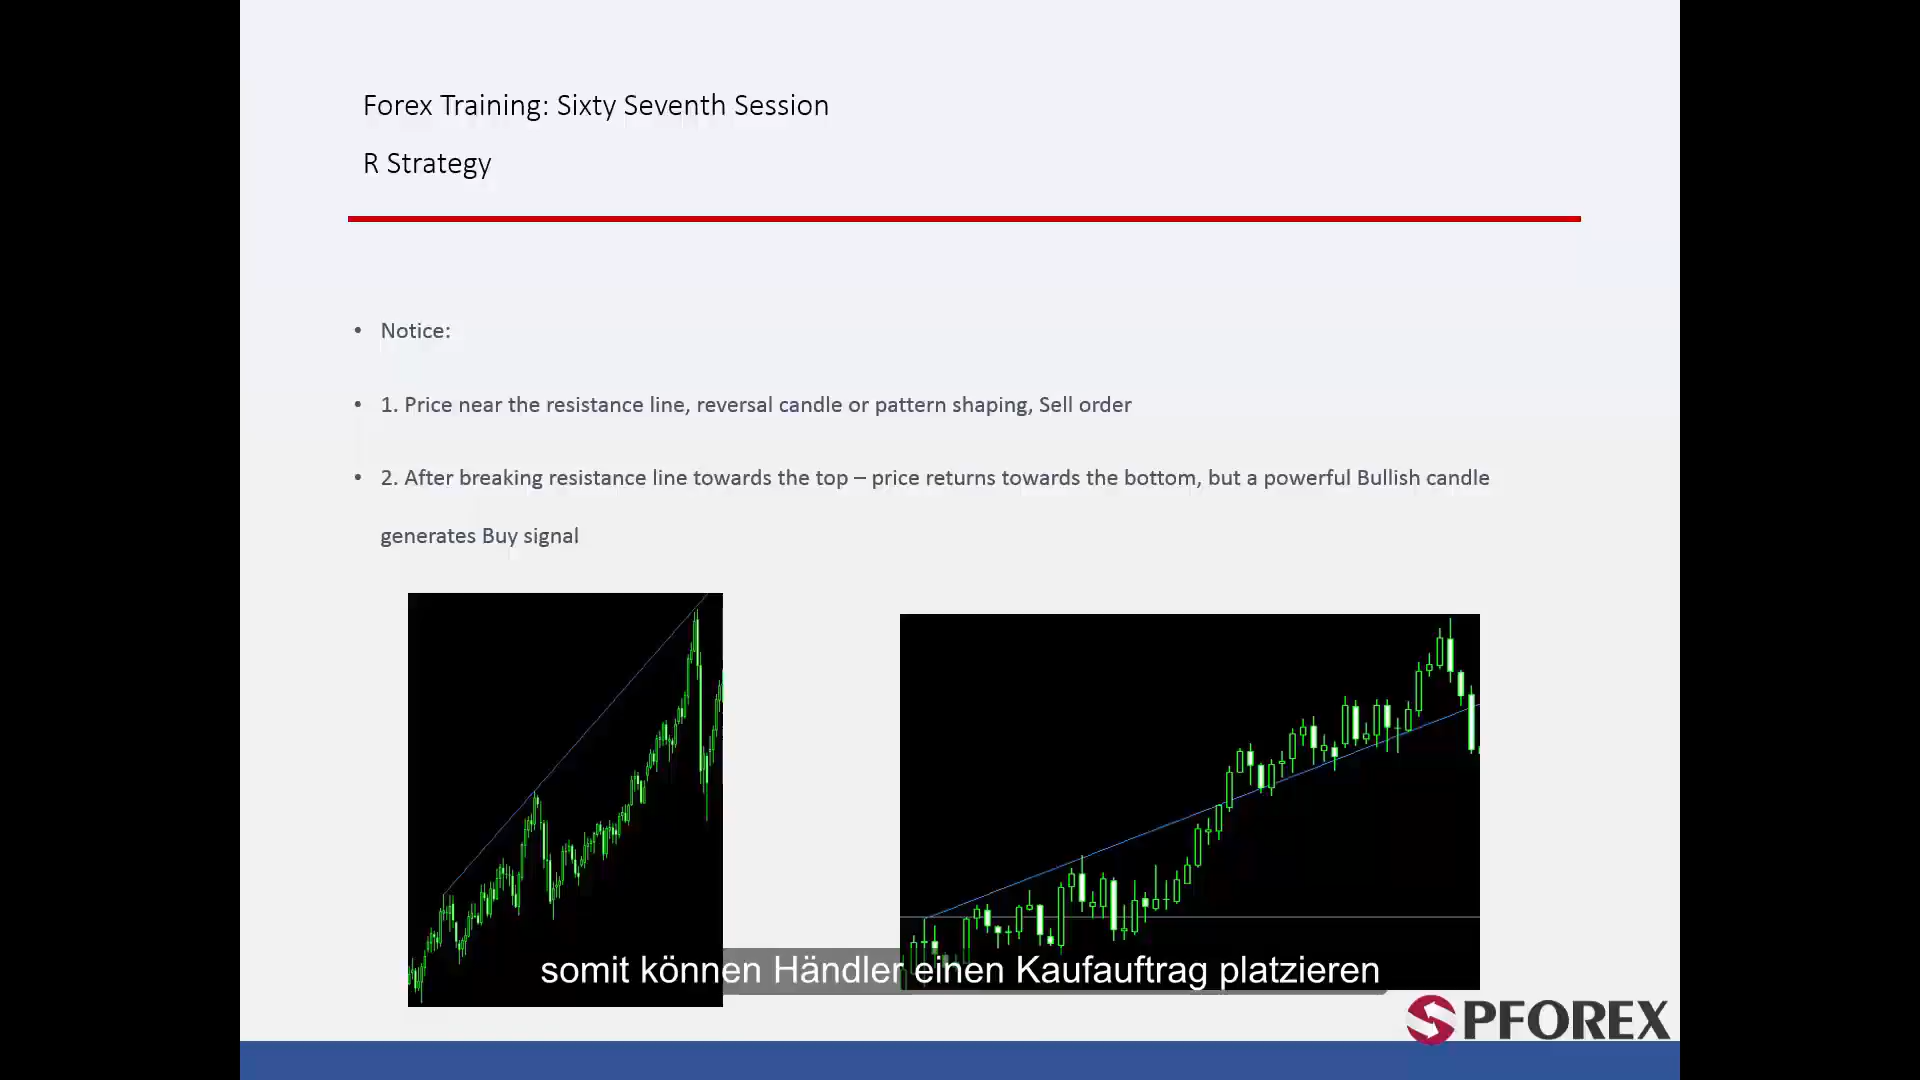 Forex Training: Sixty Seventh Session
R Strategy
• Notice:
• 1. Price near the resistance line, reversal candle or pattern shaping, Sell order
• 2. After breaking resistance line towards the top – price returns towards the bottom, but a powerful Bullish candle
generates Buy signal
somit können Händler einen Kaufauftrag platzieren
PFOREX